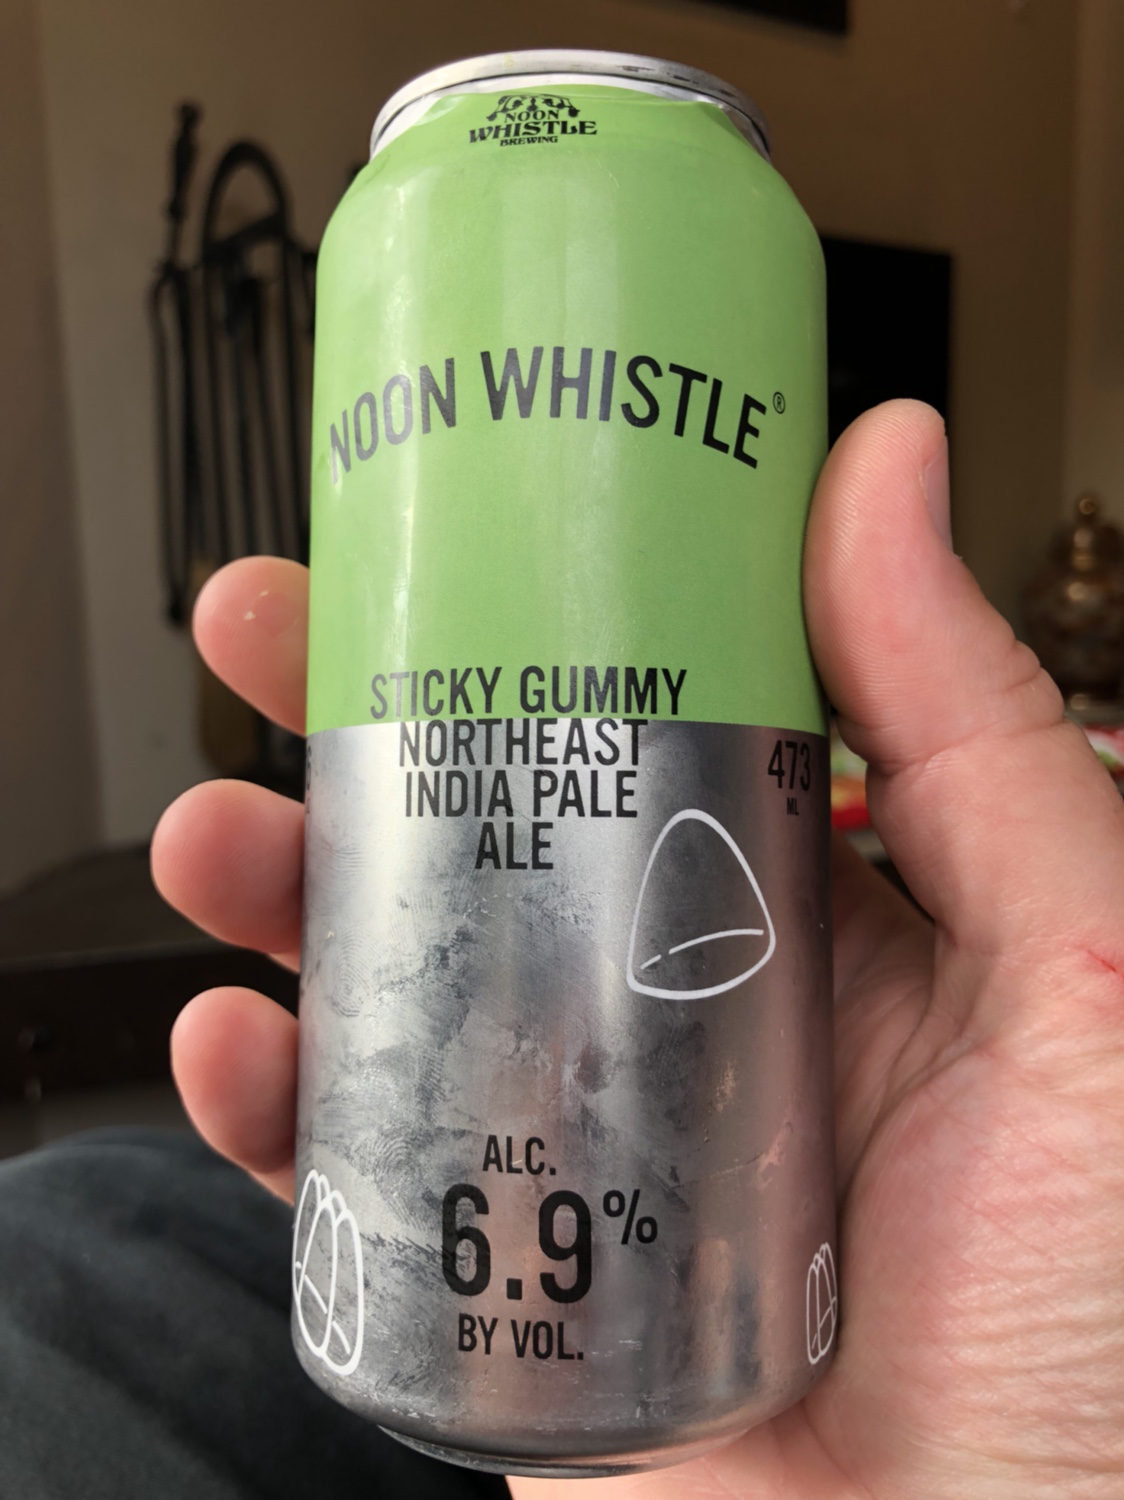 NOON
WHISTLE
BREWING
NOON WHISTLE®
STICKY GUMMY
NORTHEAST
INDIA PALE
ALE
473
ML
ALC.
6.9%
BY VOL.